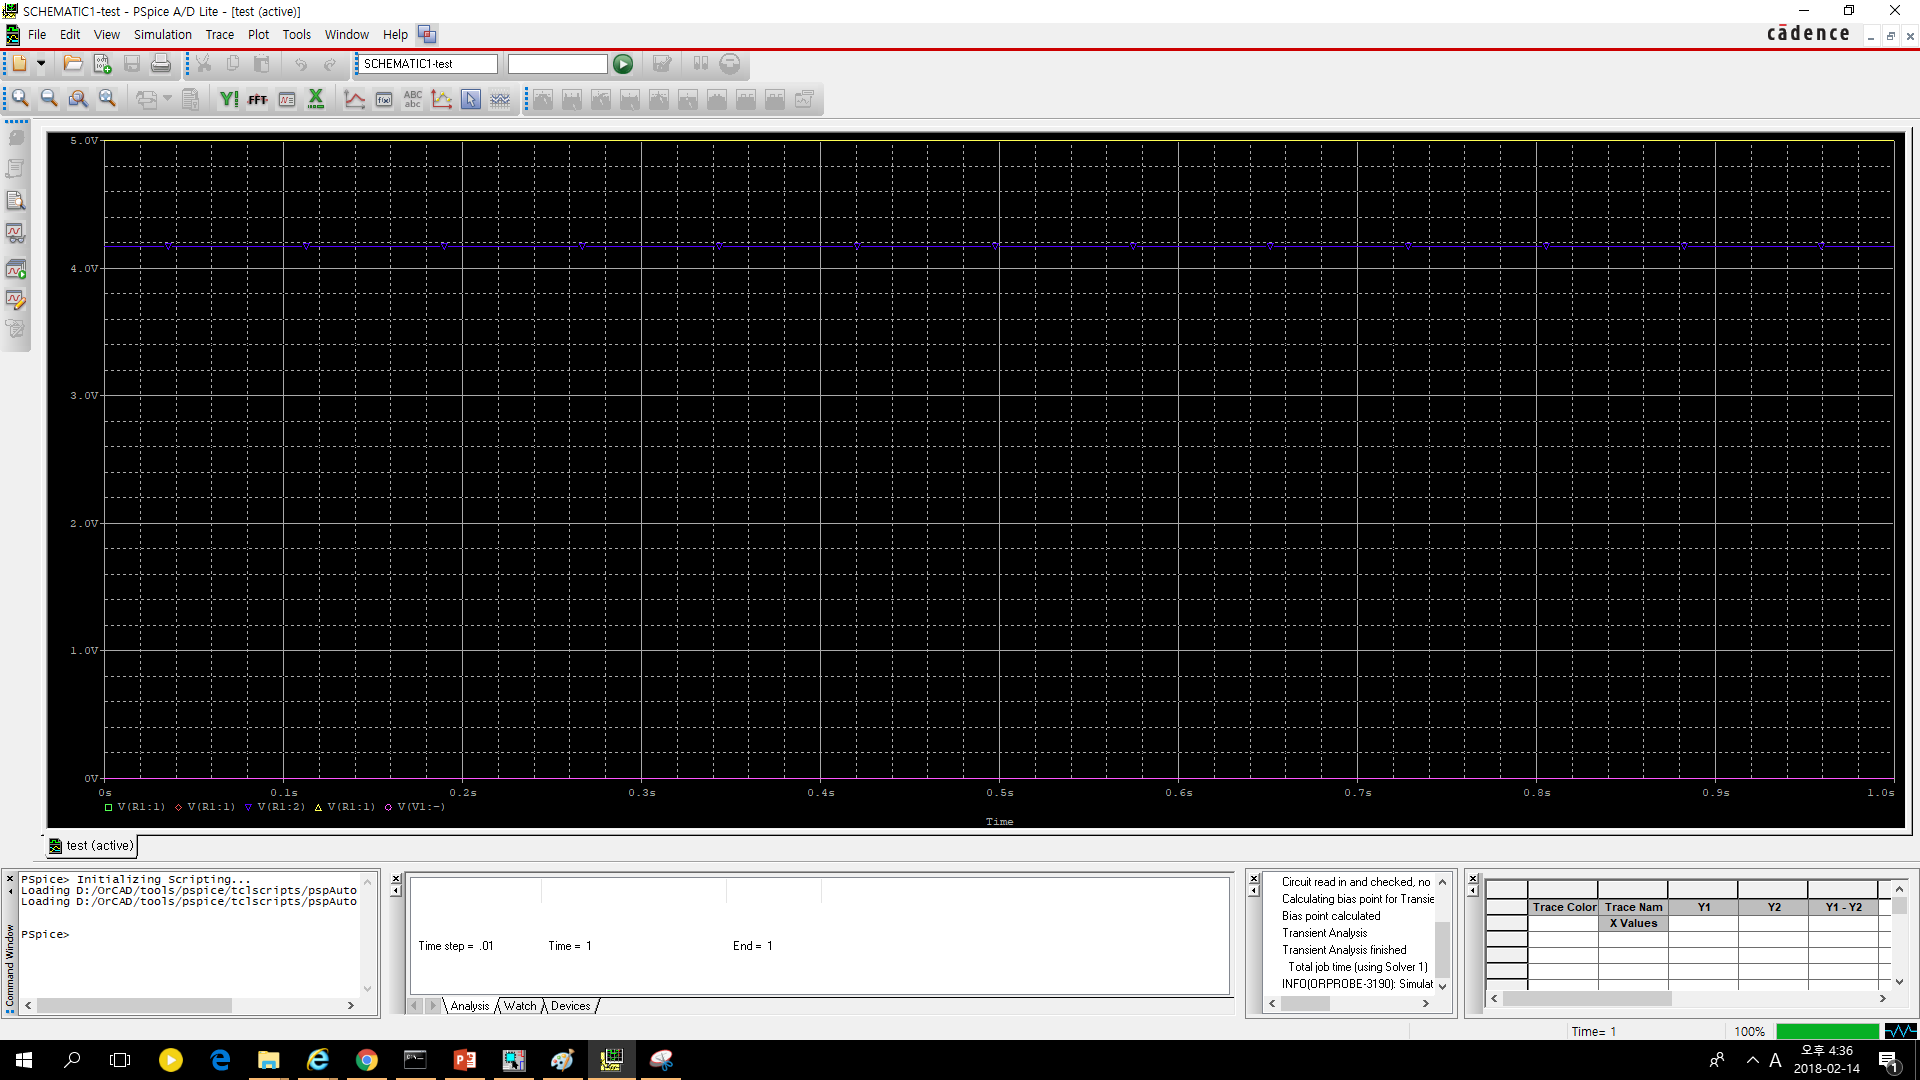 SCHEMATIC1-test - PSpice A/D Lite - [test (active)]
File Edit View Simulation Trace Plot Tools Window Help
cādence
SCHEMATIC1-test
FFT
ABC
abc
5.0V
4.0V
3.0V
2.0V
1.0V
0V
0s 0.1s 0.2s 0.3s 0.4s 0.5s 0.6s 0.7s 0.8s 0.9s 1.0s
V(R1:1) V(R1:1) V(R1:2) V(R1:1) V(V1:-)
Time
test (active)
Command Window
PSpice> Initializing Scripting...
Loading D:/OrCAD/tools/pspice/tclscripts/pspAuto
Loading D:/OrCAD/tools/pspice/tclscripts/pspAuto
PSpice>
Time step = .01 Time = 1 End = 1
Analysis Watch Devices
Circuit read in and checked, no
Calculating bias point for Transie
Bias point calculated
Transient Analysis
Transient Analysis finished
Total job time (using Solver 1)
INFO(ORPROBE-3190): Simulat
Trace Color Trace Nam Y1 Y2 Y1 - Y2
X Values
Time= 1 100%
A
오후 4:36
2018-02-14
1